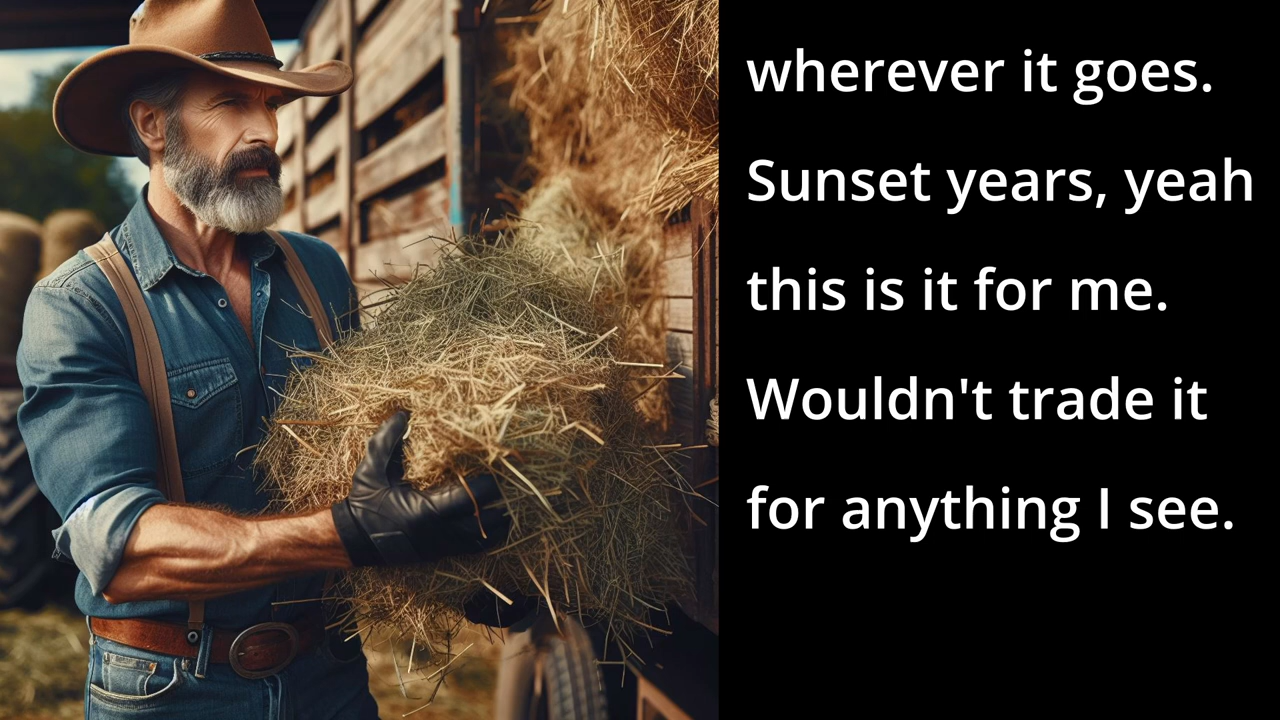 wherever it goes.
Sunset years, yeah
this is it for me.
Wouldn't trade it
for anything I see.